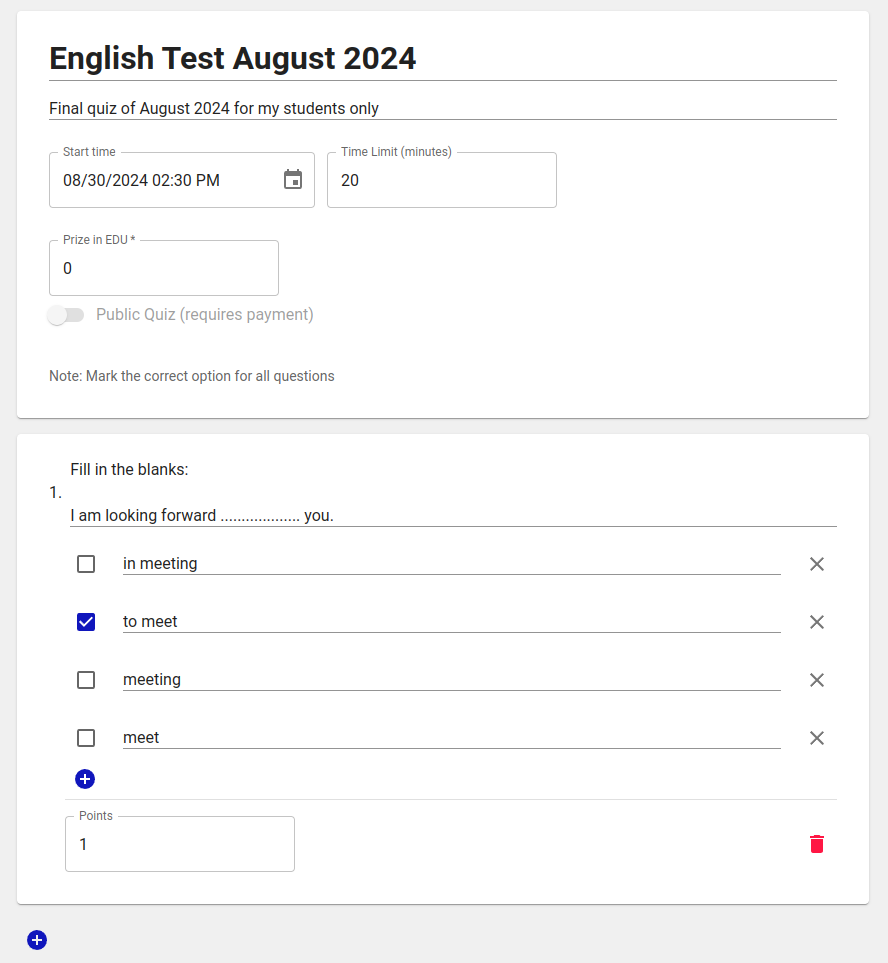 English Test August 2024
Final quiz of August 2024 for my students only
Start time
08/30/2024 02:30 PM
Time Limit (minutes)
20
Prize in EDU *
0
Public Quiz (requires payment)
Note: Mark the correct option for all questions
Fill in the blanks:
1.
I am looking forward ................... you.
in meeting
to meet
meeting
meet
Points
1